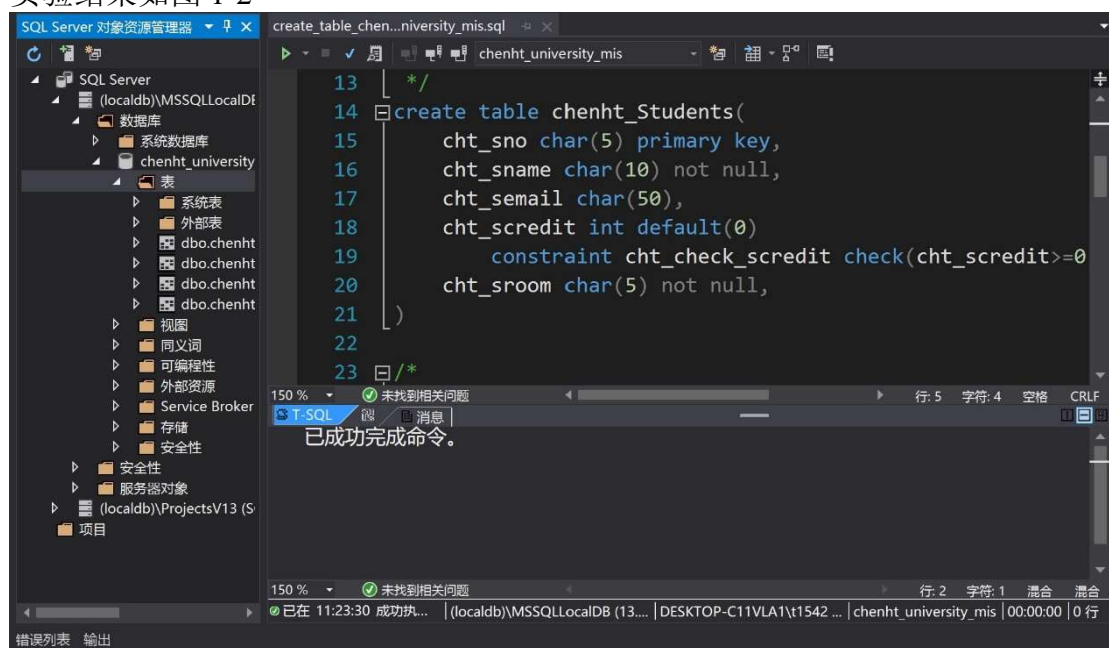 实验结果如图 1-2
SQL Server 对象资源管理器
create_table_chen...niversity_mis.sql
chenht_university_mis
SQL Server
(localdb)\MSSQLLocalDE
数据库
系统数据库
chenht_university
表
系统表
外部表
dbo.chenht
dbo.chenht
dbo.chenht
dbo.chenht
视图
同义词
可编程性
外部资源
Service Broker
存储
安全性
安全性
服务器对象
(localdb)\ProjectsV13 (S
项目
13 */
14 create table chenht_Students(
15 cht_sno char(5) primary key,
16 cht_sname char(10) not null,
17 cht_semail char(50),
18 cht_scredit int default(0)
19 constraint cht_check_scredit check(cht_scredit>=0
20 cht_sroom char(5) not null,
21 )
22
23 /*
150 % 未找到相关问题 行: 5 字符: 4 空格 CRLF
T-SQL 消息
已成功完成命令。
150 % 未找到相关问题 行: 2 字符: 1 混合 混合
已在 11:23:30 成功执... (localdb)\MSSQLLocalDB (13.... DESKTOP-C11VLA1\t1542 ... chenht_university_mis 00:00:00 0 行
错误列表 输出